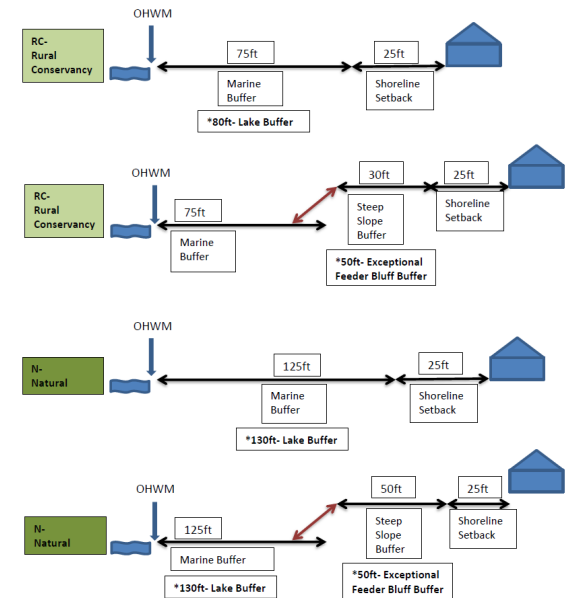 OHWM
RC-
Rural
Conservancy
75ft
25ft
Marine
Buffer
Shoreline
Setback
*80ft- Lake Buffer
OHWM
RC-
Rural
Conservancy
75ft
30ft
25ft
Marine
Buffer
Steep
Slope
Buffer
Shoreline
Setback
*50ft- Exceptional
Feeder Bluff Buffer
OHWM
N-
Natural
125ft
25ft
Marine
Buffer
Shoreline
Setback
*130ft- Lake Buffer
OHWM
N-
Natural
125ft
50ft
25ft
Marine Buffer
Steep
Slope
Buffer
Shoreline
Setback
*130ft- Lake Buffer
*50ft- Exceptional
Feeder Bluff Buffer